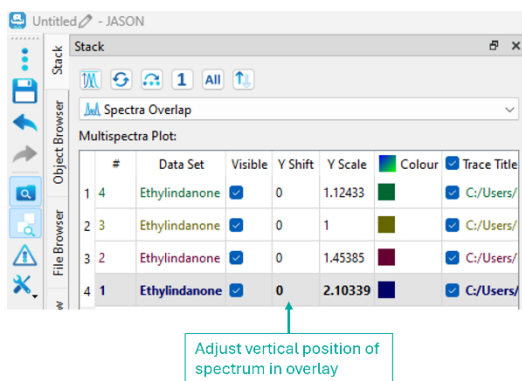 Untitled - JASON
Stack
Stack
1 All
Object Browser
Spectra Overlap
Multispectra Plot:
# Data Set Visible Y Shift Y Scale Colour Trace Title
1 4 Ethylindanone 0 1.12433 C:/Users/
2 3 Ethylindanone 0 1 C:/Users/
File Browser
3 2 Ethylindanone 0 1.45385 C:/Users/
4 1 Ethylindanone 0 2.10339 C:/Users/
Adjust vertical position of
spectrum in overlay